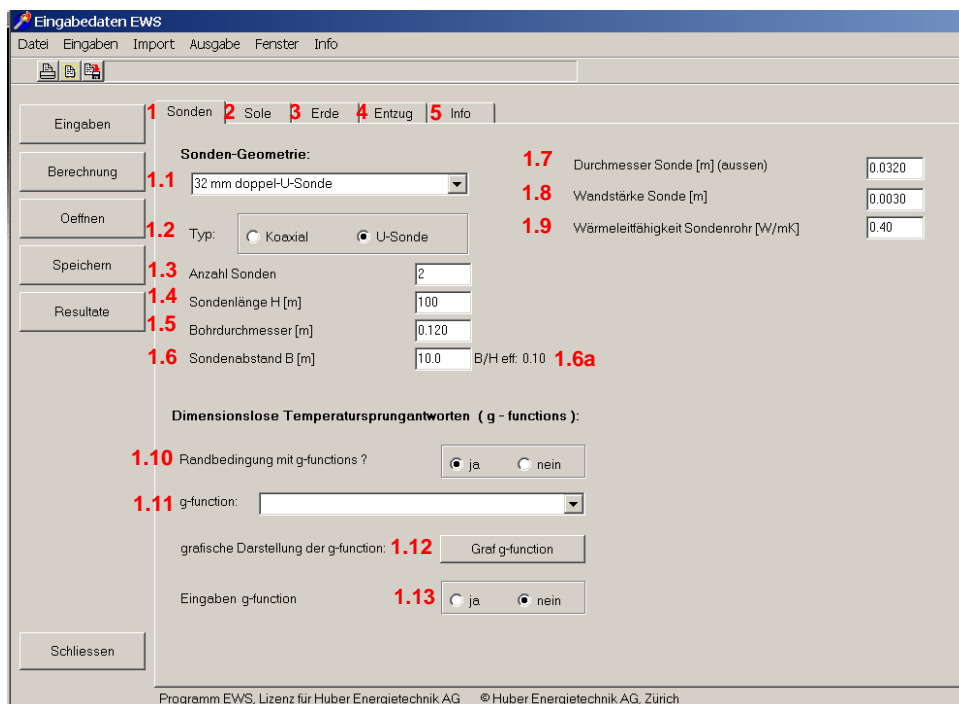 Eingabedaten EWS
Datei Eingaben Import Ausgabe Fenster Info
1 Sonden 2 Sole 3 Erde 4 Entzug 5 Info
Eingaben
Berechnung
Oeffnen
Speichern
Resultate
Schliessen
Sonden-Geometrie:
1.1 32 mm doppel-U-Sonde
1.2 Typ: Koaxial U-Sonde
1.3 Anzahl Sonden 2
1.4 Sondenlänge H [m] 100
1.5 Bohrdurchmesser [m] 0.120
1.6 Sondenabstand B [m] 10.0 B/H eff: 0.10 1.6a
1.7 Durchmesser Sonde [m] (aussen) 0.0320
1.8 Wandstärke Sonde [m] 0.0030
1.9 Wärmeleitfähigkeit Sondenrohr [W/mK] 0.40
Dimensionslose Temperatursprungantworten ( g - functions ):
1.10 Randbedingung mit g-functions ? ja nein
1.11 g-function:
grafische Darstellung der g-function: 1.12 Graf g-function
Eingaben g-function 1.13 ja nein
Programm EWS, Lizenz für Huber Energietechnik AG © Huber Energietechnik AG, Zürich